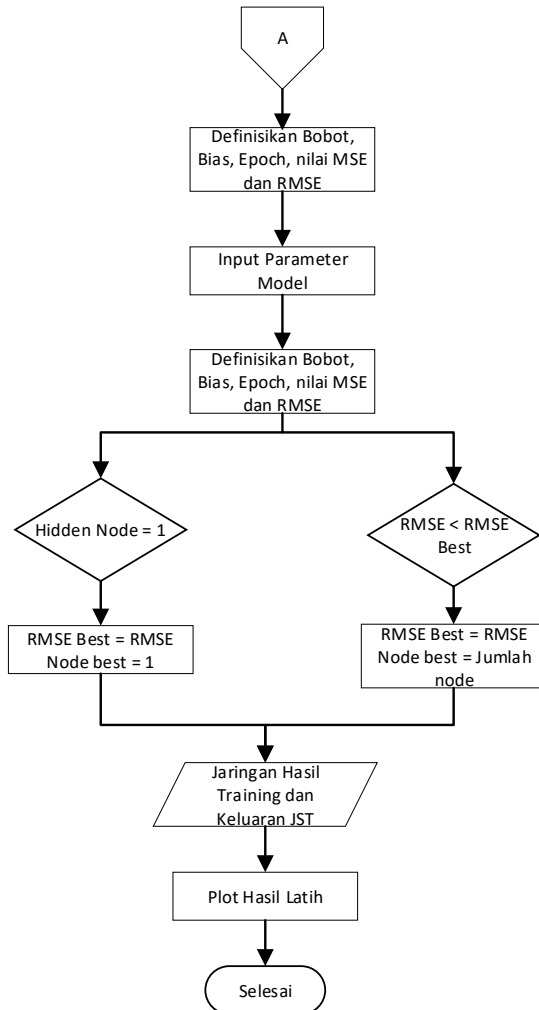 A
Definisikan Bobot,
Bias, Epoch, nilai MSE
dan RMSE
Input Parameter
Model
Definisikan Bobot,
Bias, Epoch, nilai MSE
dan RMSE
Hidden Node = 1
RMSE < RMSE
Best
RMSE Best = RMSE
Node best = 1
RMSE Best = RMSE
Node best = Jumlah
node
Jaringan Hasil
Training dan
Keluaran JST
Plot Hasil Latih
Selesai